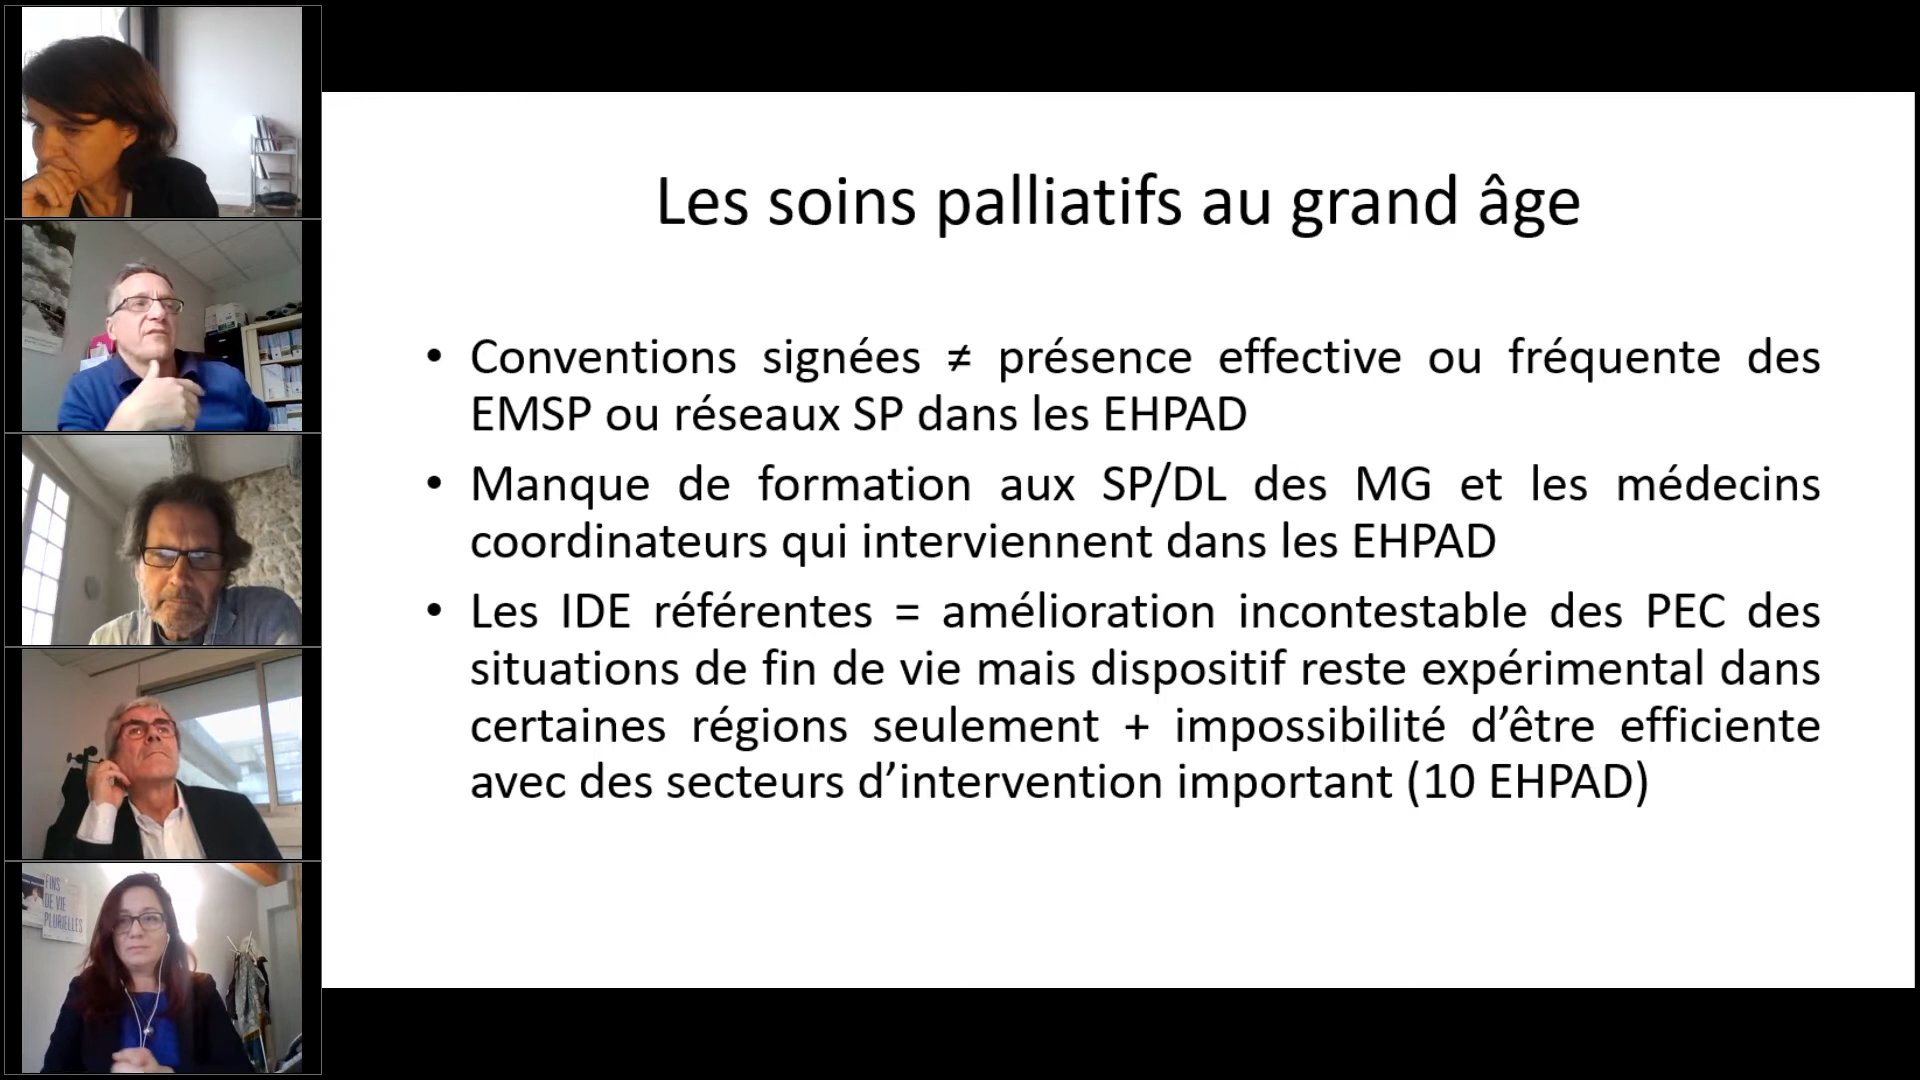 Les soins palliatifs au grand âge
• Conventions signées ≠ présence effective ou fréquente des
EMSP ou réseaux SP dans les EHPAD
• Manque de formation aux SP/DL des MG et les médecins
coordinateurs qui interviennent dans les EHPAD
• Les IDE référentes = amélioration incontestable des PEC des
situations de fin de vie mais dispositif reste expérimental dans
certaines régions seulement + impossibilité d’être efficiente
avec des secteurs d’intervention important (10 EHPAD)
FINS
DE VIE
PLURIELLES